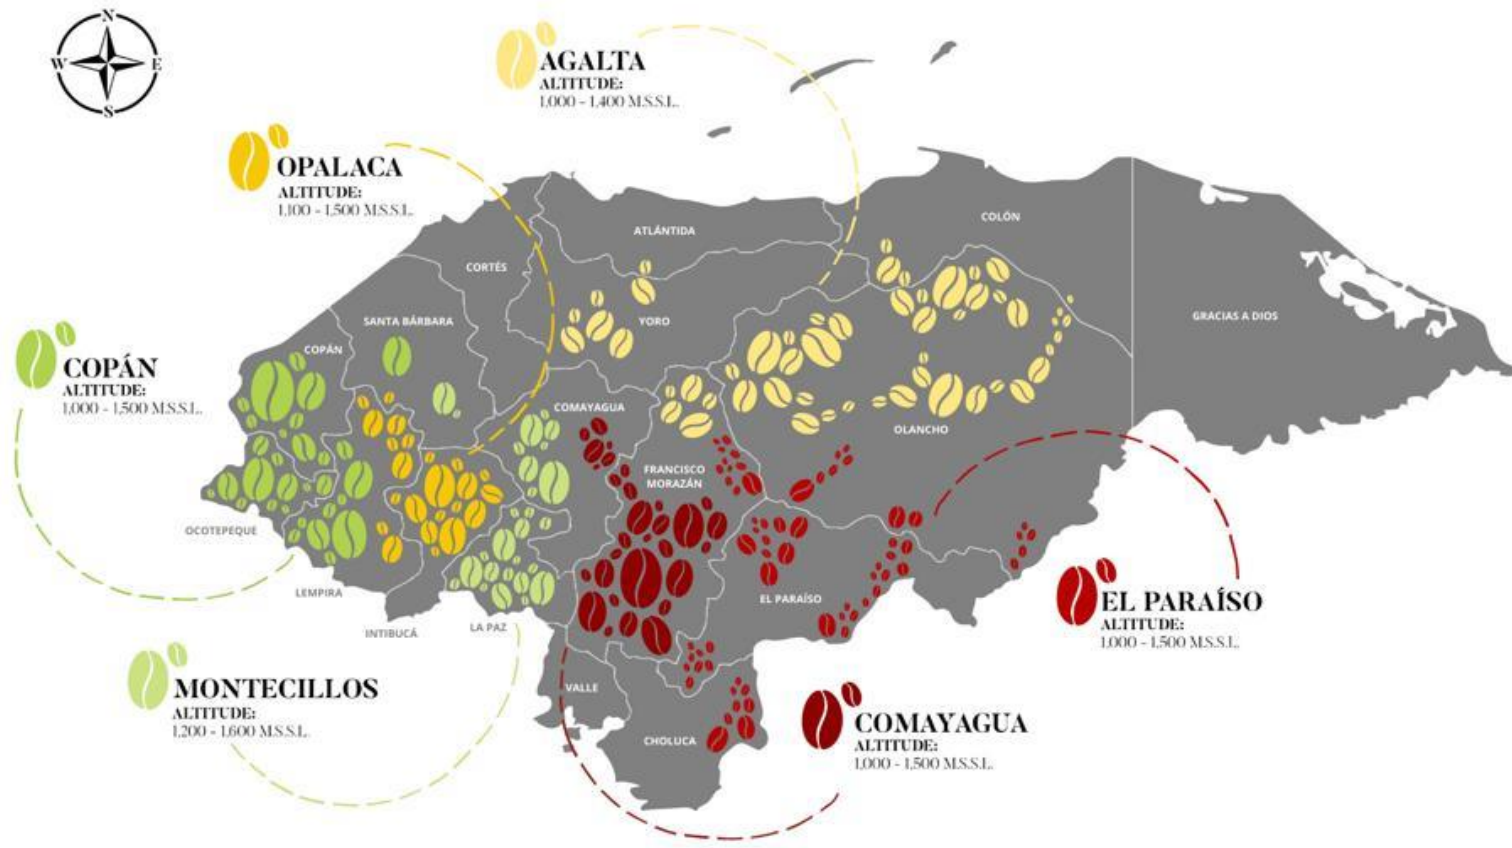 N
W
E
S
AGALTA
ALTITUDE:
1,000 - 1,400 M.S.S.L.
OPALACA
ALTITUDE:
1,100 - 1,500 M.S.S.L.
COPÁN
ALTITUDE:
1,000 - 1,500 M.S.S.L.
ATLÁNTIDA
COLÓN
CORTÉS
SANTA BÁRBARA
YORO
GRACIAS A DIOS
COPÁN
COMAYAGUA
OLANCHO
FRANCISCO
MORAZÁN
OCOTEPEQUE
LEMPIRA
EL PARAÍSO
INTIBUCÁ
LA PAZ
VALLE
CHOLUCA
EL PARAÍSO
ALTITUDE:
1,000 - 1,500 M.S.S.L.
MONTECILLOS
ALTITUDE:
1,200 - 1,600 M.S.S.L.
COMAYAGUA
ALTITUDE:
1,000 - 1,500 M.S.S.L.